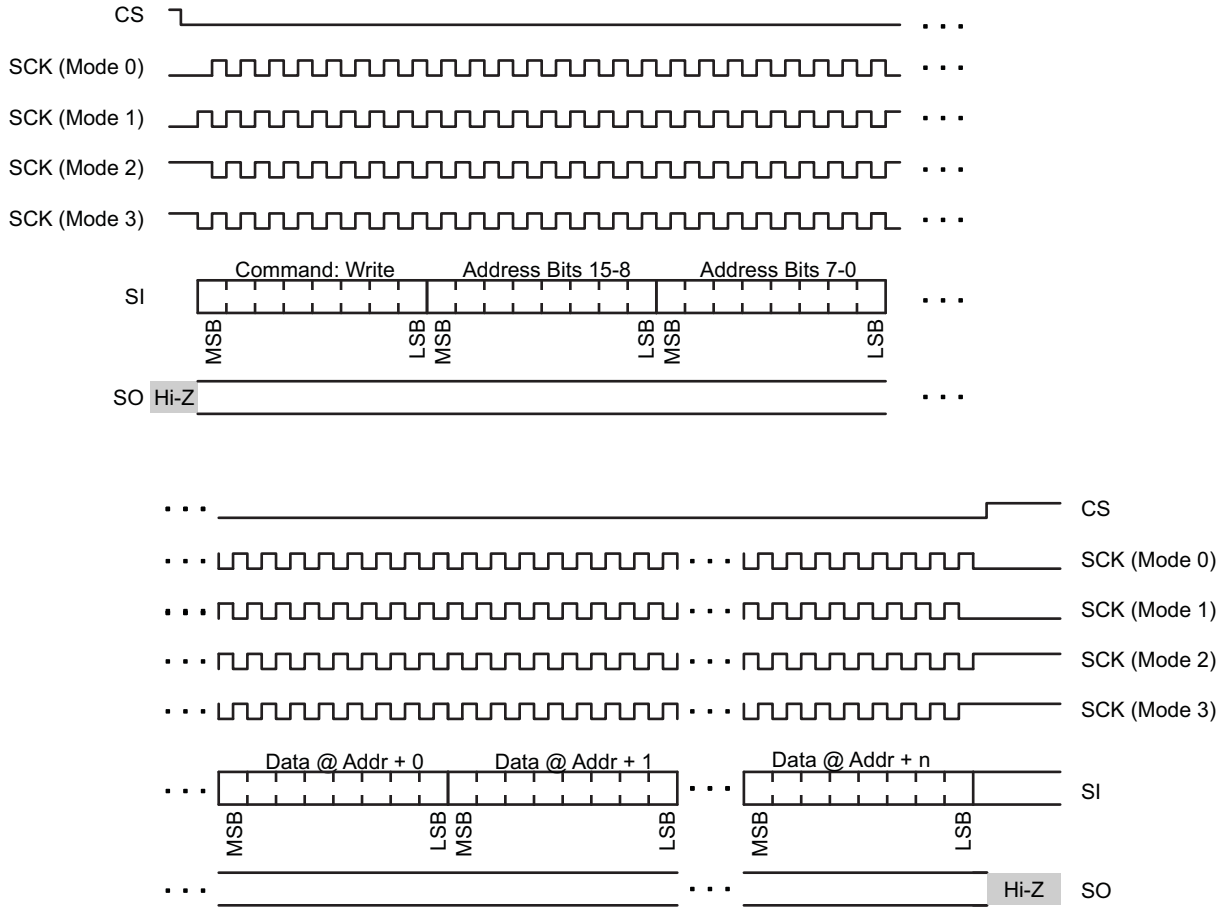 CS
. . .
SCK (Mode 0)
. . .
SCK (Mode 1)
. . .
SCK (Mode 2)
. . .
SCK (Mode 3)
. . .
Command: Write Address Bits 15-8 Address Bits 7-0
SI
. . .
MSB LSB MSB LSB MSB LSB
SO Hi-Z
. . .
. . .
CS
. . . . . .
SCK (Mode 0)
. . . . . .
SCK (Mode 1)
. . . . . .
SCK (Mode 2)
. . . . . .
SCK (Mode 3)
Data @ Addr + 0 Data @ Addr + 1 Data @ Addr + n
. . . . . .
SI
MSB LSB MSB LSB MSB LSB
. . . . . .
Hi-Z SO